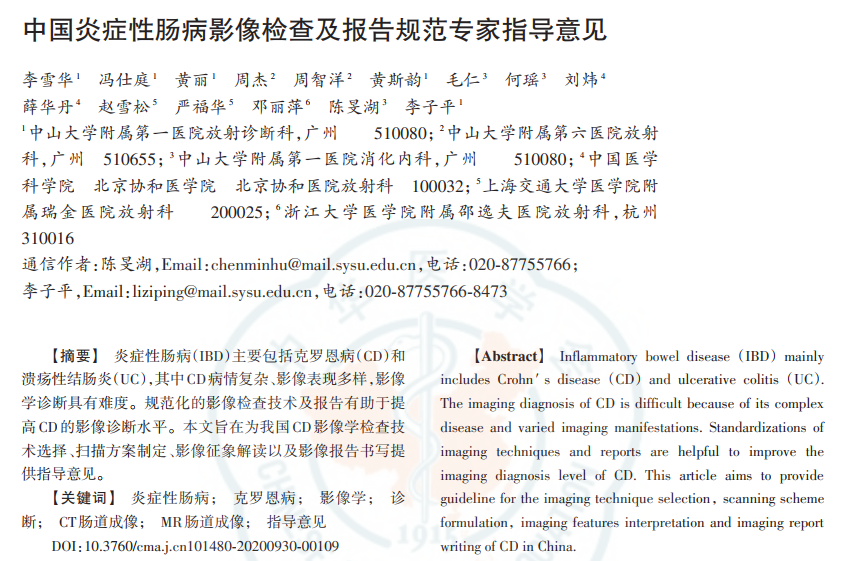 中国炎症性肠病影像检查及报告规范专家指导意见
李雪华1 冯仕庭1 黄丽1 周杰2 周智洋2 黄斯韵1 毛仁3 何瑶3 刘炜4
薛华丹4 赵雪松5 严福华5 邓丽萍6 陈旻湖3 李子平1
1中山大学附属第一医院放射诊断科,广州 510080; 2中山大学附属第六医院放射
科,广州 510655; 3中山大学附属第一医院消化内科,广州 510080; 4中国医学
科学院 北京协和医学院 北京协和医院放射科 100032; 5上海交通大学医学院附
属瑞金医院放射科 200025; 6浙江大学医学院附属邵逸夫医院放射科,杭州
310016
通信作者:陈旻湖,Email:chenminhu@mail.sysu.edu.cn,电话:020-87755766;
李子平,Email:liziping@mail.sysu.edu.cn,电话:020-87755766-8473
【摘要】 炎症性肠病(IBD)主要包括克罗恩病(CD)和
溃疡性结肠炎(UC),其中CD病情复杂、影像表现多样,影像
学诊断具有难度。规范化的影像检查技术及报告有助于提
高CD的影像诊断水平。本文旨在为我国CD影像学检查技
术选择、扫描方案制定、影像征象解读以及影像报告书写提
供指导意见。
【关键词】 炎症性肠病; 克罗恩病; 影像学; 诊
断; CT肠道成像; MR肠道成像; 指导意见
DOI:10.3760/cma.j.cn101480-20200930-00109
【Abstract】 Inflammatory bowel disease (IBD) mainly
includes Crohn's disease (CD) and ulcerative colitis (UC).
The imaging diagnosis of CD is difficult because of its complex
disease and varied imaging manifestations. Standardizations of
imaging techniques and reports are helpful to improve the
imaging diagnosis level of CD. This article aims to provide
guideline for the imaging technique selection, scanning scheme
formulation, imaging features interpretation and imaging report
writing of CD in China.